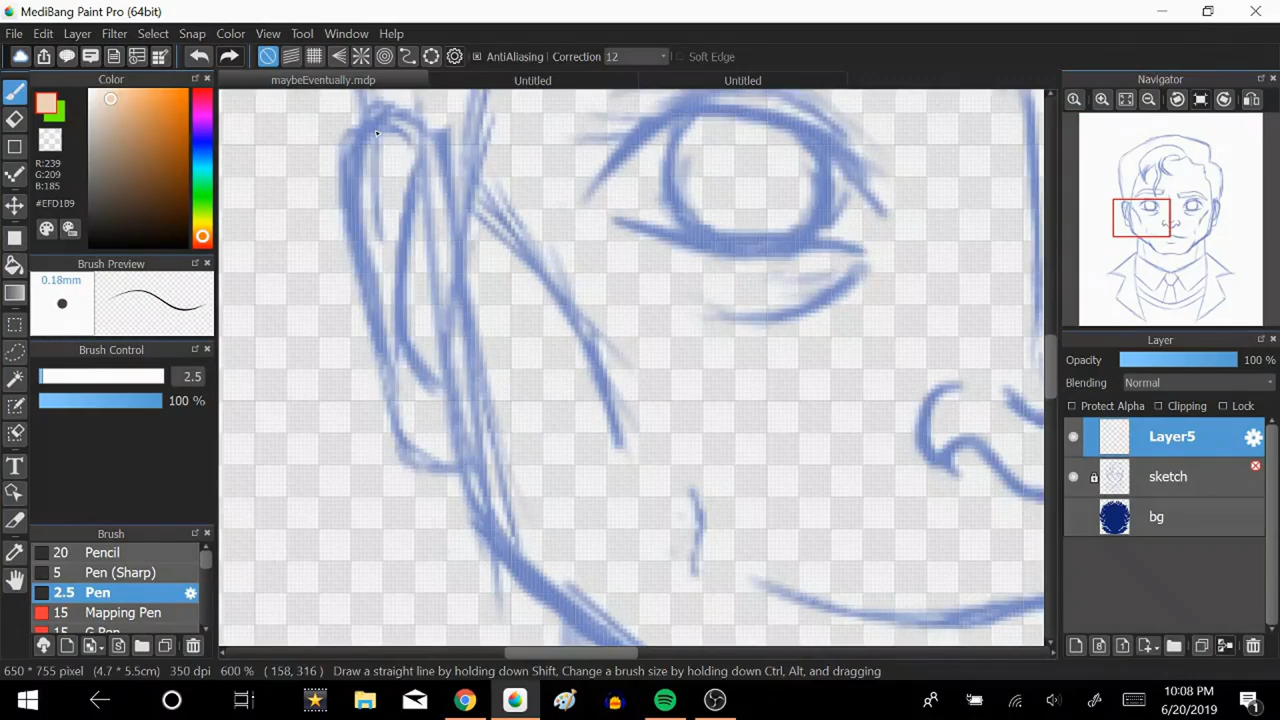 MediBang Paint Pro (64bit)
File Edit Layer Filter Select Snap Color View Tool Window Help
AntiAliasing Correction 12 Soft Edge
Color
maybeEventually.mdp Untitled Untitled
Navigator
R:239
G:209
B:185
#EFD1B9
Brush Preview
0.18mm
Brush Control
2.5
100 %
Layer
Opacity 100 %
Blending Normal
Protect Alpha Clipping Lock
Layer5
sketch
bg
Brush
20 Pencil
5 Pen (Sharp)
2.5 Pen
15 Mapping Pen
15 G Pen
650 * 755 pixel (4.7 * 5.5cm) 350 dpi 600 % ( 158, 316 ) Draw a straight line by holding down Shift, Change a brush size by holding down Ctrl, Alt, and dragging
10:08 PM
6/20/2019
1